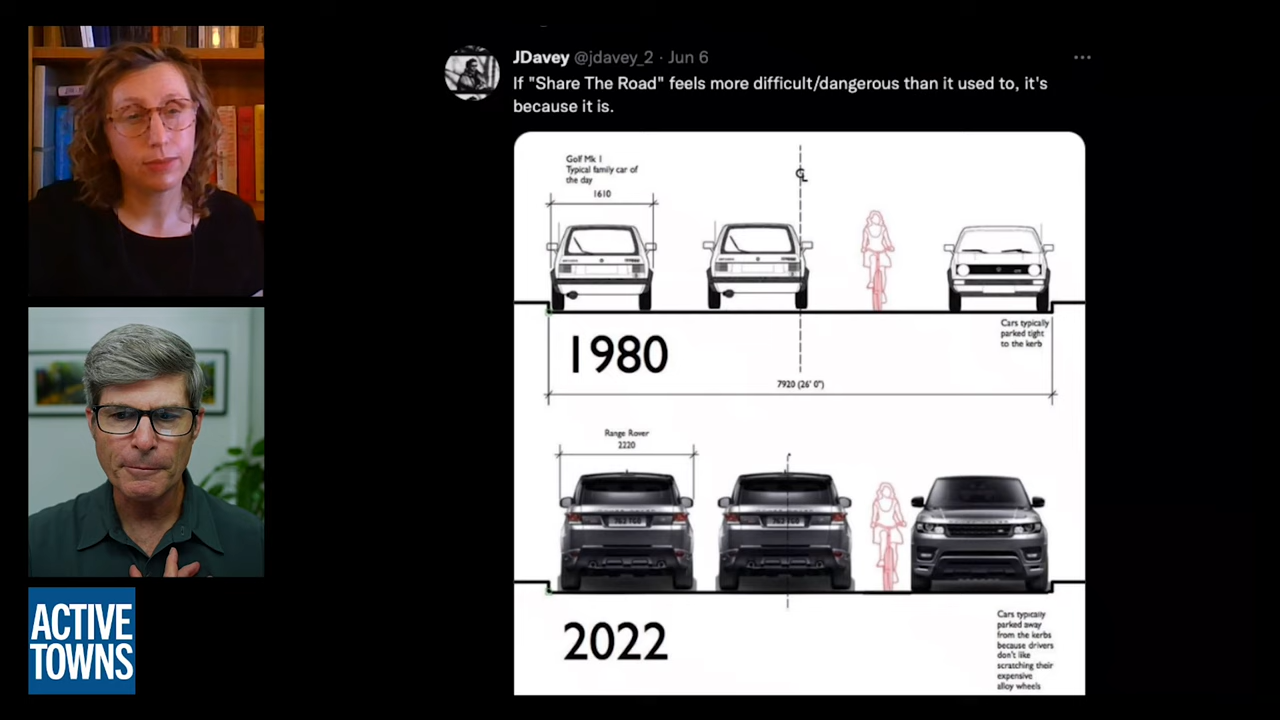 JDavey @jdavey_2 · Jun 6
If "Share The Road" feels more difficult/dangerous than it used to, it's
because it is.
Golf Mk I
Typical family car of
the day
1610
1980
Cars typically
parked tight
to the kerb
7920 (26' 0")
Range Rover
2220
2022
Cars typically
parked away
from the kerbs
because drivers
don't like
scratching their
expensive
alloy wheels
ACTIVE
TOWNS